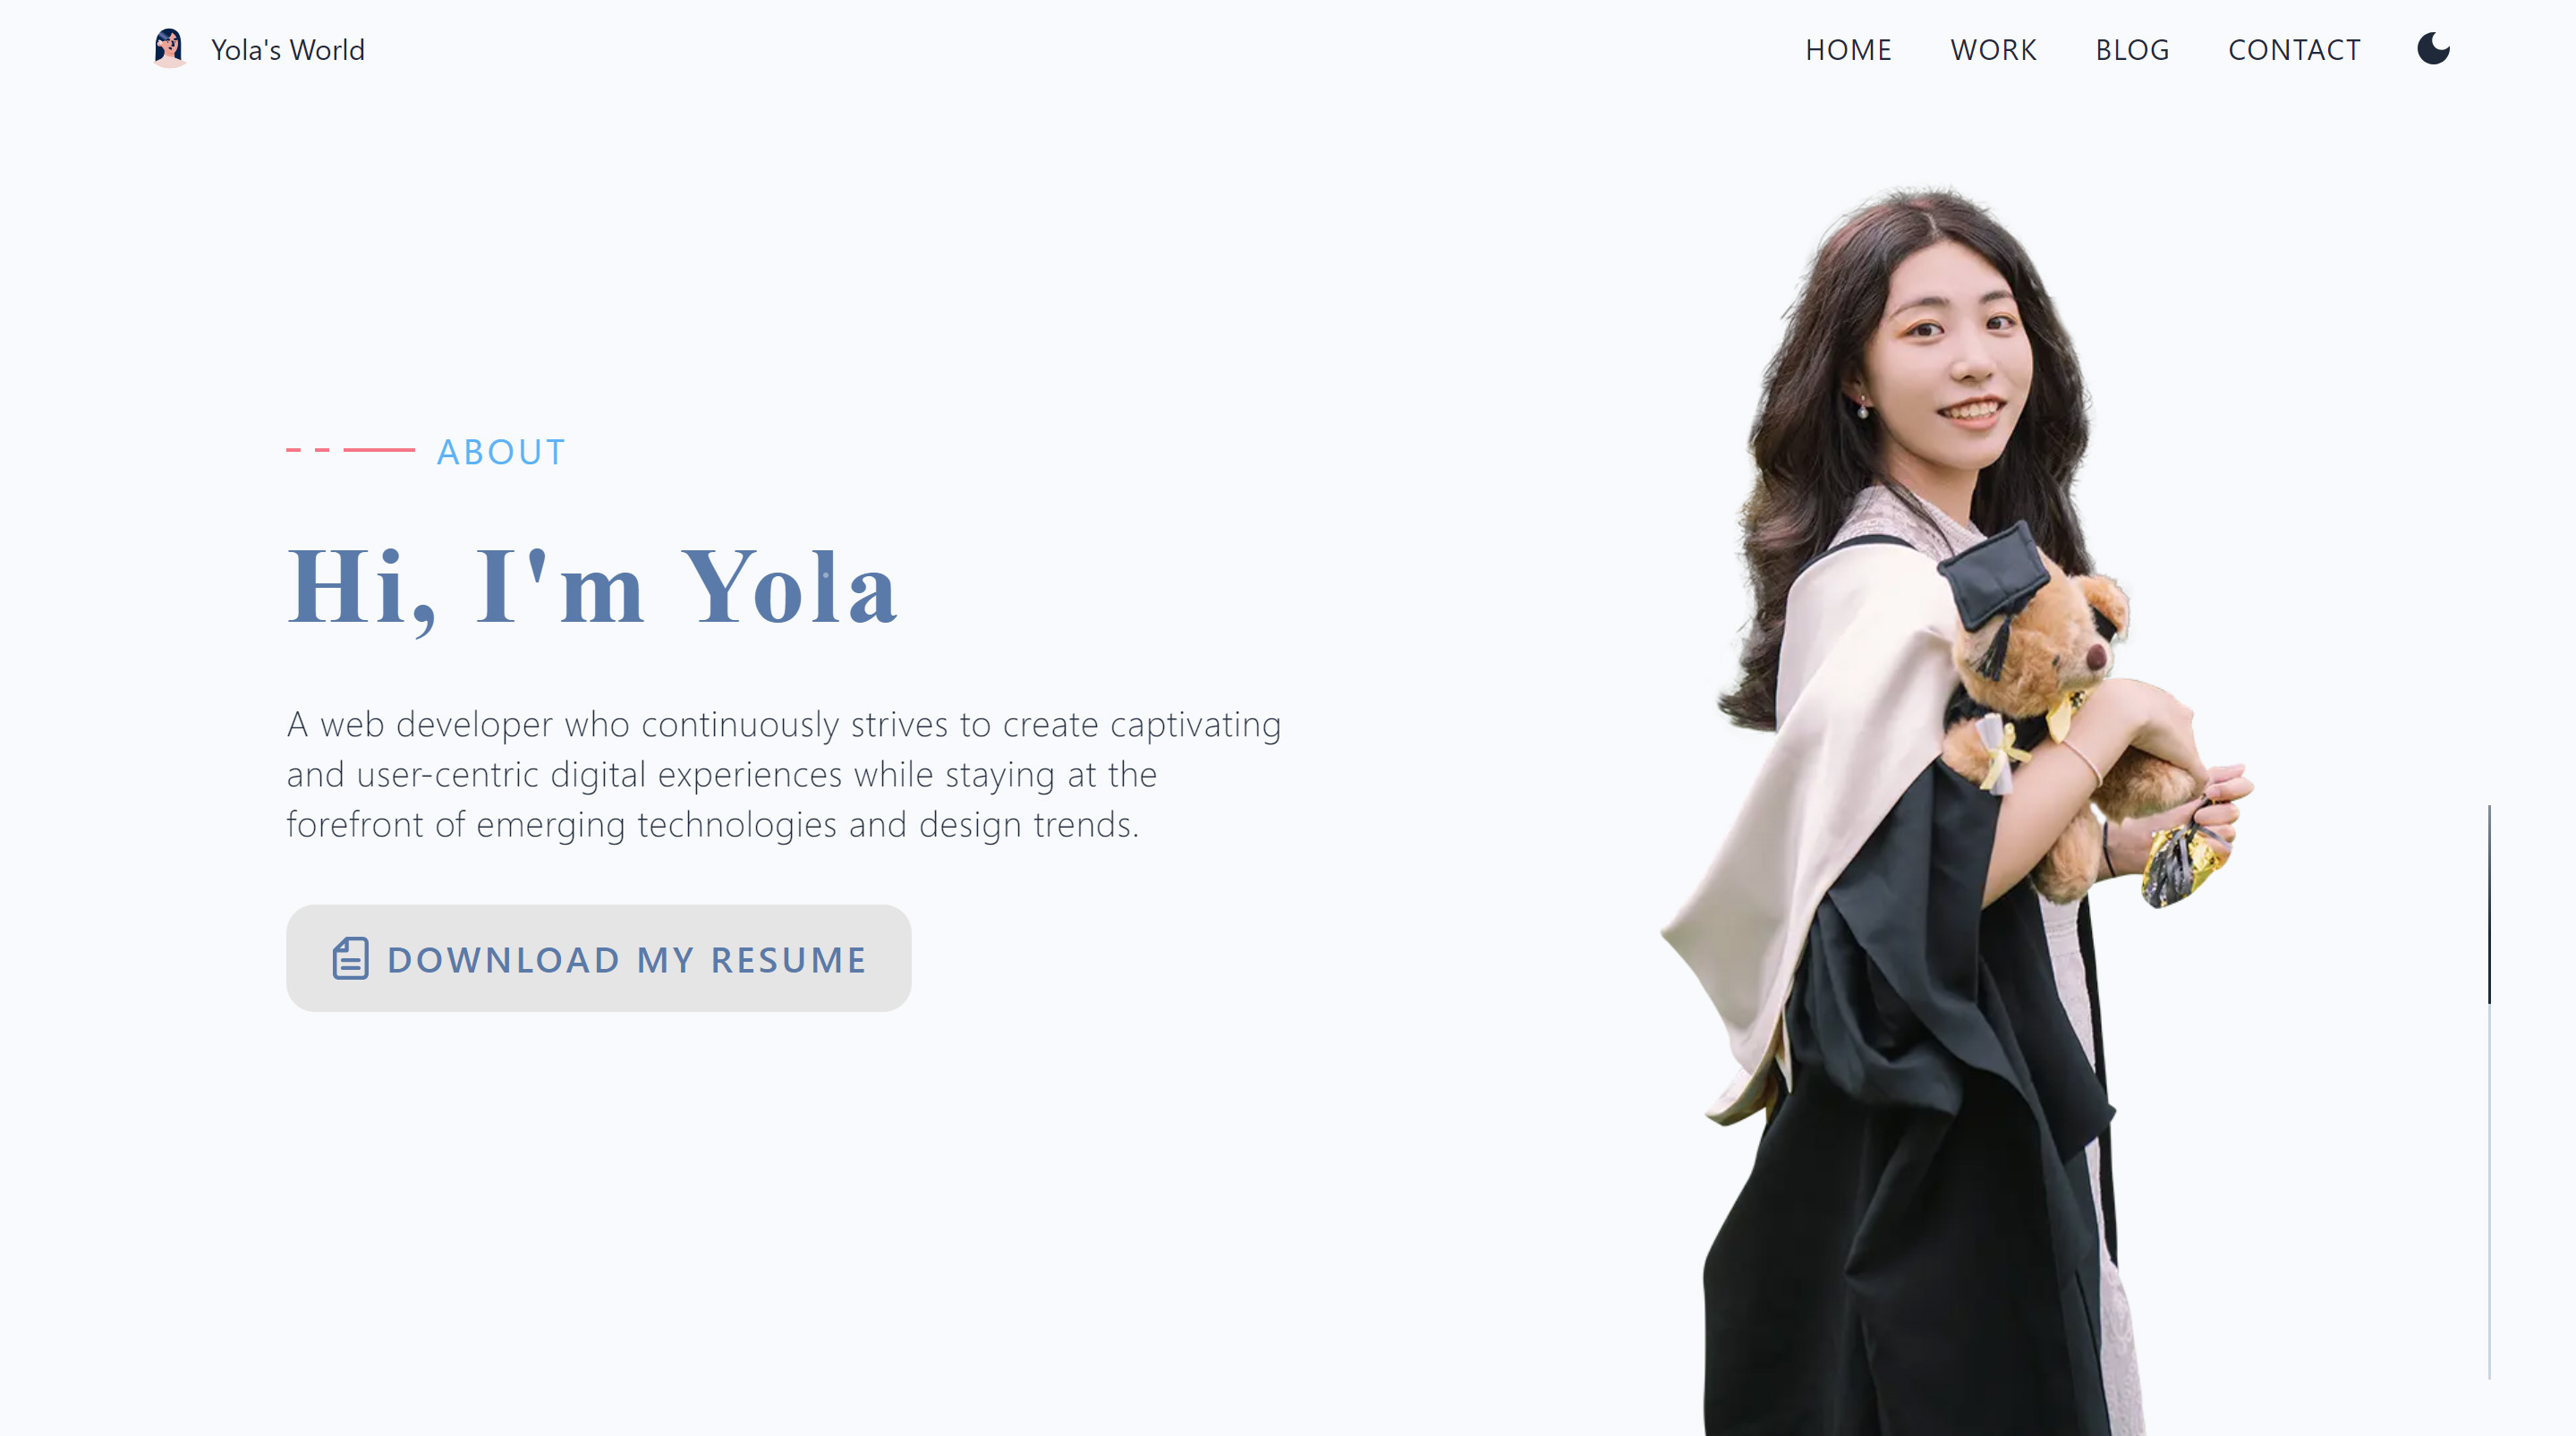 Yola's World
HOME WORK BLOG CONTACT
ABOUT
Hi, I'm Yola
A web developer who continuously strives to create captivating
and user-centric digital experiences while staying at the
forefront of emerging technologies and design trends.
DOWNLOAD MY RESUME